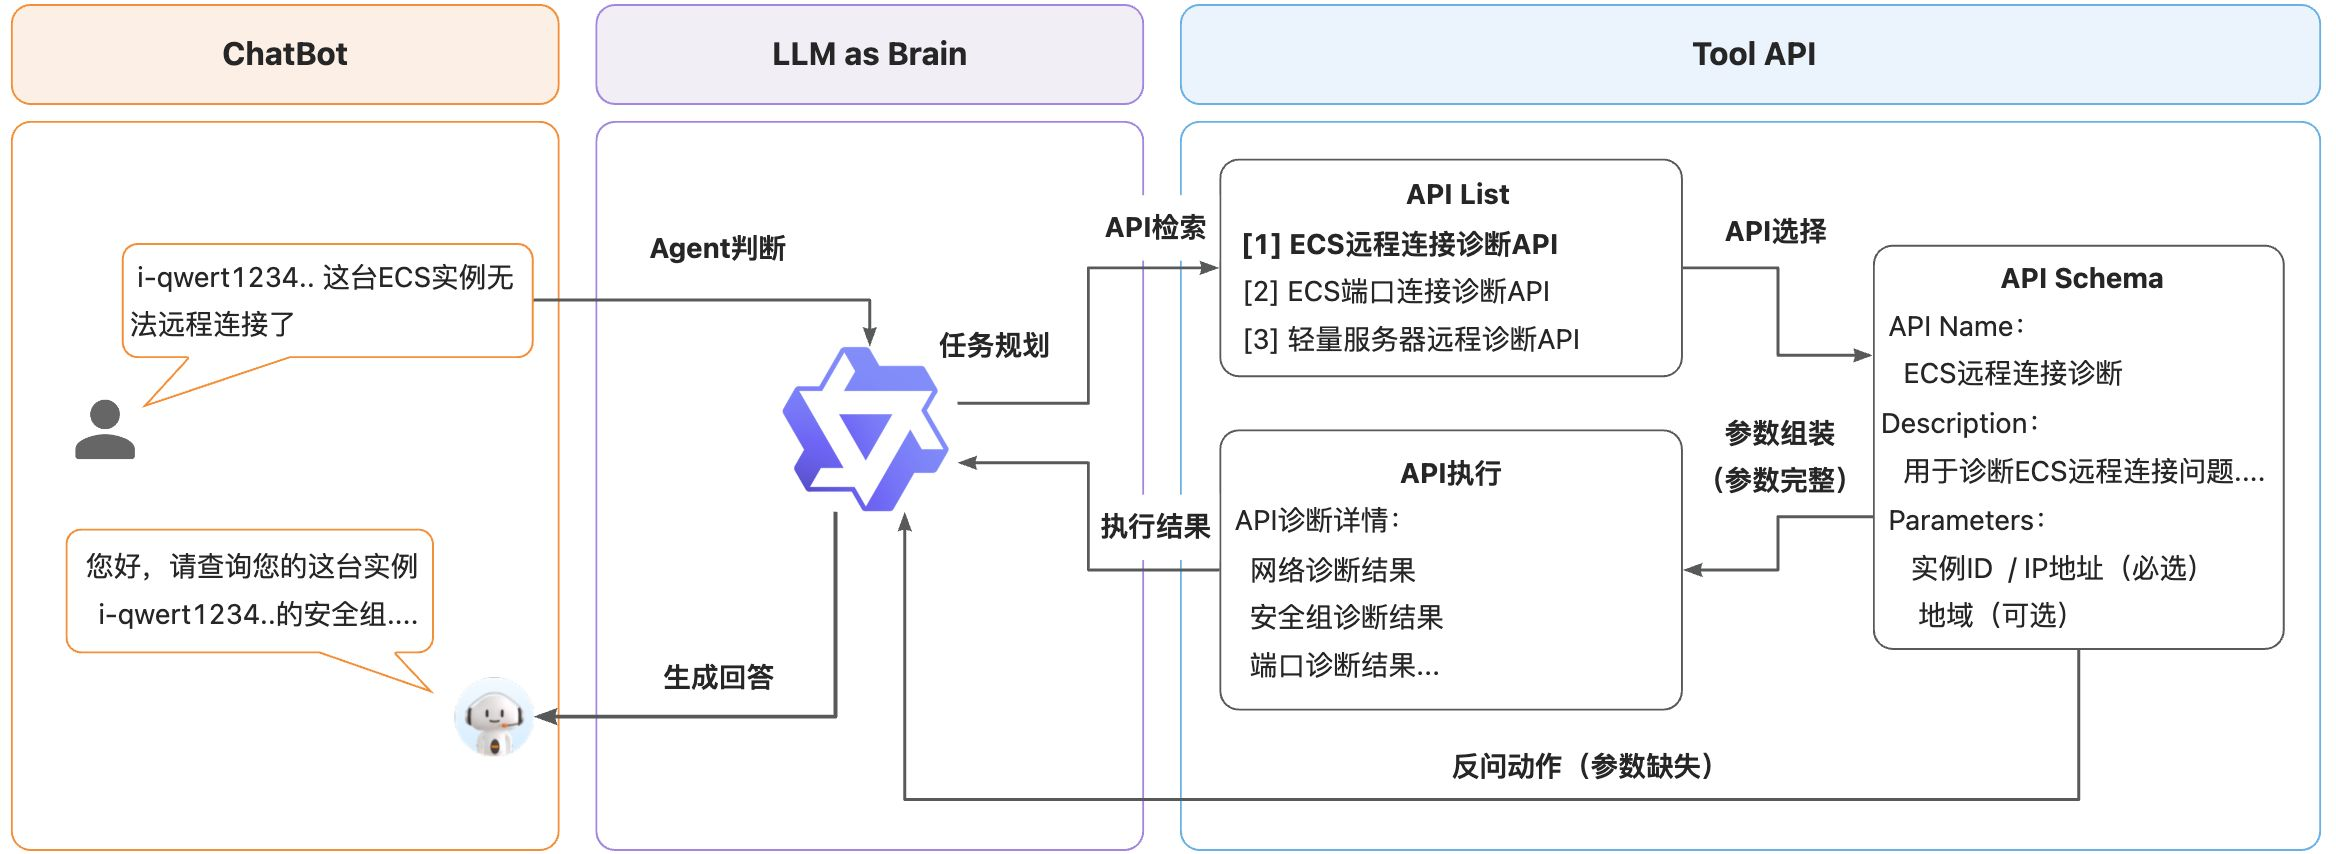 ChatBot
LLM as Brain
Tool API
i-qwert1234.. 这台ECS实例无
法远程连接了
您好，请查询您的这台实例
i-qwert1234..的安全组....
Agent判断
任务规划
API检索
执行结果
生成回答
API List
[1] ECS远程连接诊断API
[2] ECS端口连接诊断API
[3] 轻量服务器远程诊断API
API选择
API Schema
API Name：
ECS远程连接诊断
Description：
用于诊断ECS远程连接问题....
Parameters：
实例ID / IP地址（必选）
地域（可选）
参数组装
（参数完整）
API执行
API诊断详情：
网络诊断结果
安全组诊断结果
端口诊断结果...
反问动作（参数缺失）